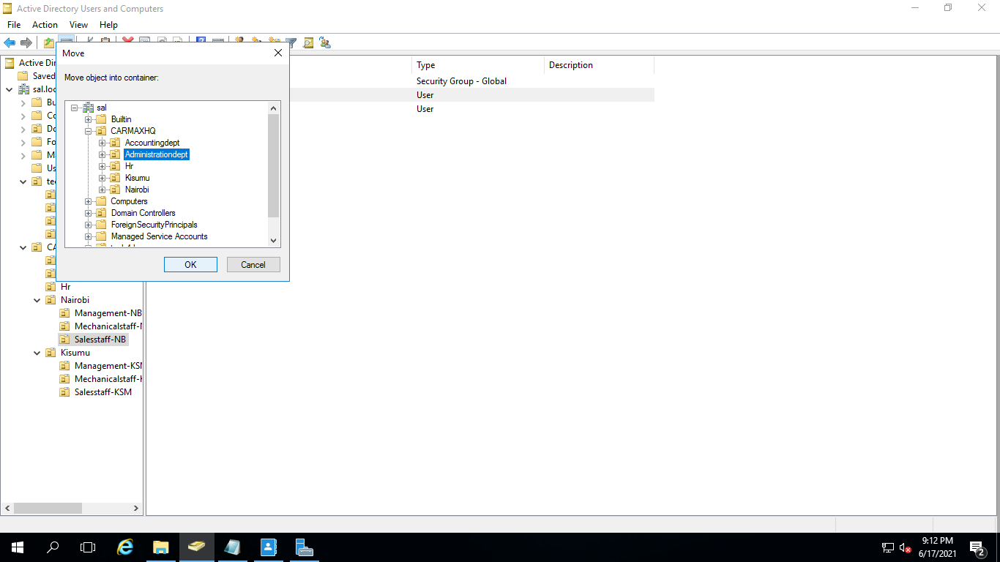 Active Directory Users and Computers
File Action View Help
Move
Move object into container:
sal
Builtin
CARMAXHQ
Accountingdept
Administrationdept
Hr
Kisumu
Nairobi
Computers
Domain Controllers
ForeignSecurityPrincipals
Managed Service Accounts
OK Cancel
Type Description
Security Group - Global
User
User
Active Dir
Saved
sal.loc
Bu
Co
Do
Fo
Ma
Us
tec
CA
Hr
Nairobi
Management-NB
Mechanicalstaff-N
Salesstaff-NB
Kisumu
Management-KSM
Mechanicalstaff-K
Salesstaff-KSM
9:12 PM
6/17/2021
2